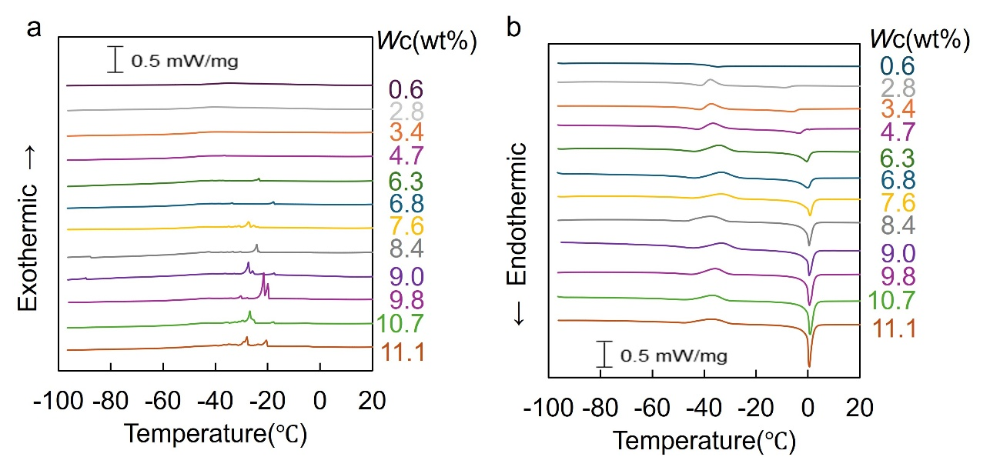 a
Wc(wt%)
0.5 mW/mg
0.6
2.8
3.4
4.7
6.3
6.8
7.6
8.4
9.0
9.8
10.7
11.1
Exothermic →
-100 -80 -60 -40 -20 0 20
Temperature(℃)
b
Wc(wt%)
0.6
2.8
3.4
4.7
6.3
6.8
7.6
8.4
9.0
9.8
10.7
11.1
← Endothermic
0.5 mW/mg
-100 -80 -60 -40 -20 0 20
Temperature(℃)